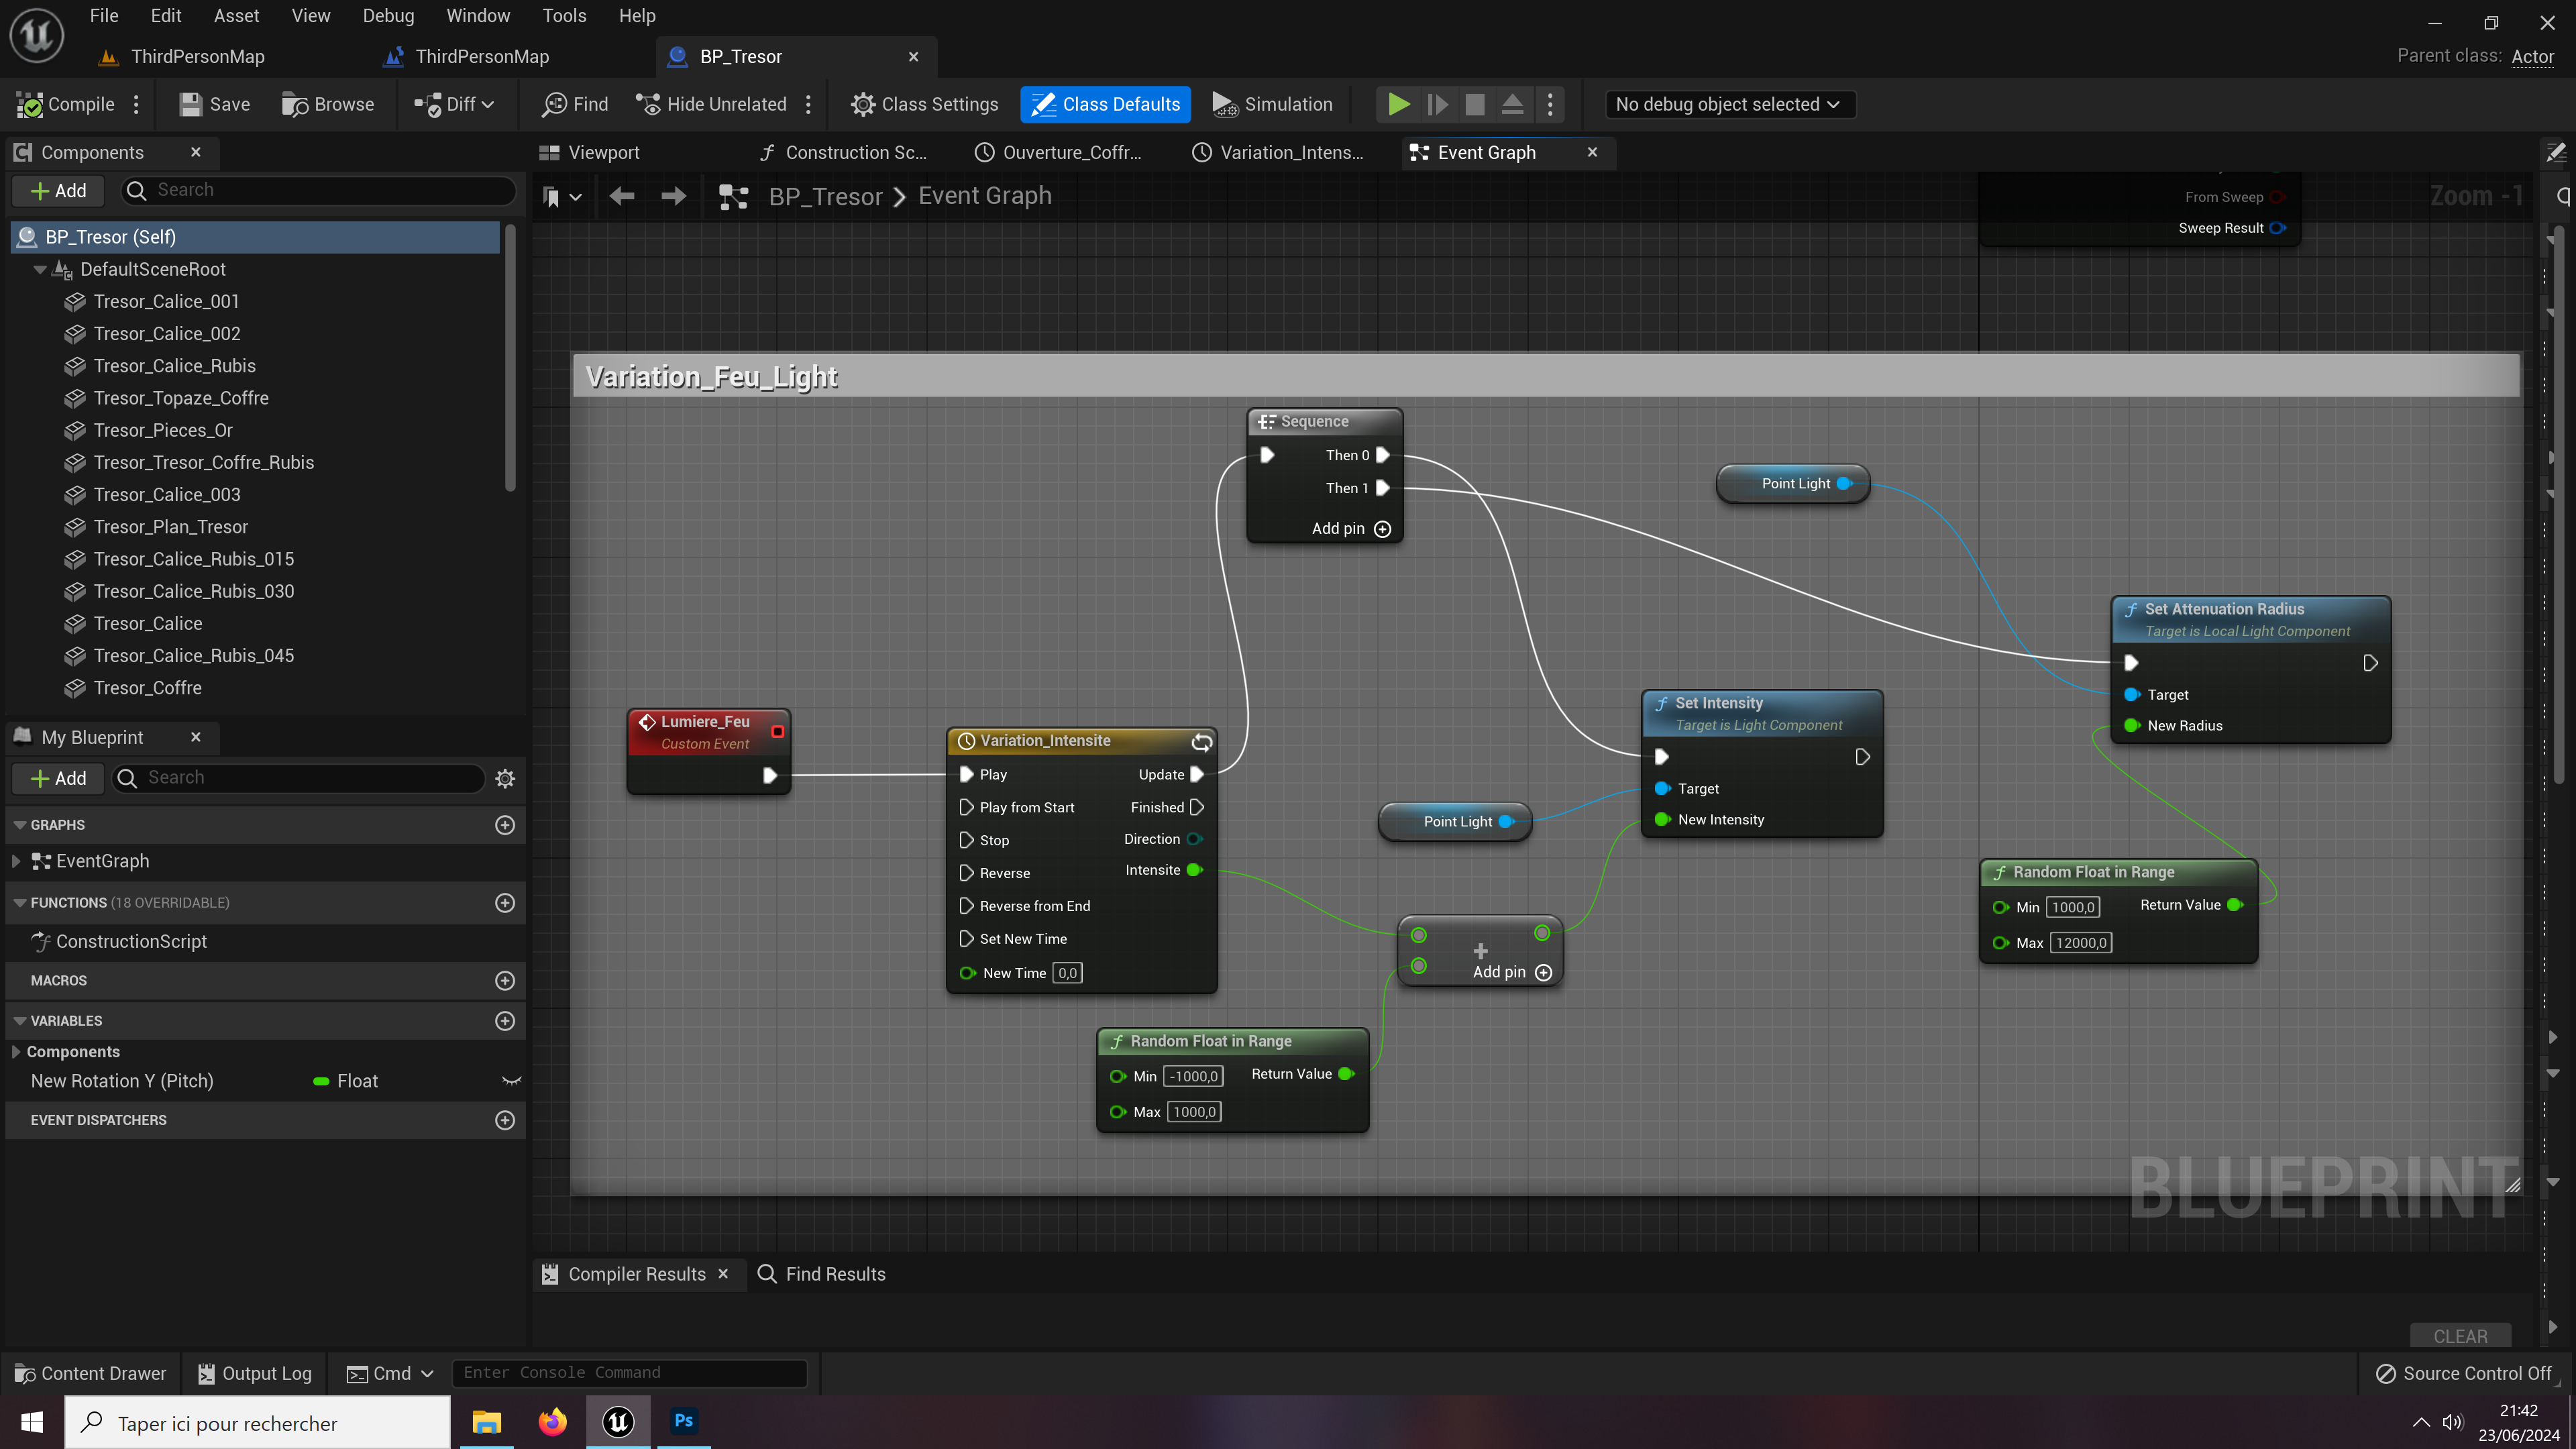 File Edit Asset View Debug Window Tools Help
ThirdPersonMap ThirdPersonMap BP_Tresor
Parent class: Actor
Compile Save Browse Diff Find Hide Unrelated Class Settings Class Defaults Simulation No debug object selected
Components
Viewport Construction Sc... Ouverture_Coffr... Variation_Intens... Event Graph
Add Search
BP_Tresor > Event Graph
Zoom -1
From Sweep
Sweep Result
BP_Tresor (Self)
DefaultSceneRoot
Tresor_Calice_001
Tresor_Calice_002
Tresor_Calice_Rubis
Tresor_Topaze_Coffre
Tresor_Pieces_Or
Tresor_Tresor_Coffre_Rubis
Tresor_Calice_003
Tresor_Plan_Tresor
Tresor_Calice_Rubis_015
Tresor_Calice_Rubis_030
Tresor_Calice
Tresor_Calice_Rubis_045
Tresor_Coffre
My Blueprint
Add Search
GRAPHS
EventGraph
FUNCTIONS (18 OVERRIDABLE)
ConstructionScript
MACROS
VARIABLES
Components
New Rotation Y (Pitch) Float
EVENT DISPATCHERS
Variation_Feu_Light
Sequence
Then 0
Then 1
Add pin
Point Light
Set Attenuation Radius
Target is Local Light Component
Target
New Radius
Lumiere_Feu
Custom Event
Variation_Intensite
Play Update
Play from Start Finished
Stop Direction
Reverse Intensite
Reverse from End
Set New Time
New Time 0,0
Set Intensity
Target is Light Component
Target
New Intensity
Point Light
Add pin
Random Float in Range
Min 1000,0 Return Value
Max 12000,0
Random Float in Range
Min -1000,0 Return Value
Max 1000,0
BLUEPRINT
Compiler Results Find Results
CLEAR
Content Drawer Output Log Cmd Enter Console Command Source Control Off
Taper ici pour rechercher
Ps
21:42
23/06/2024